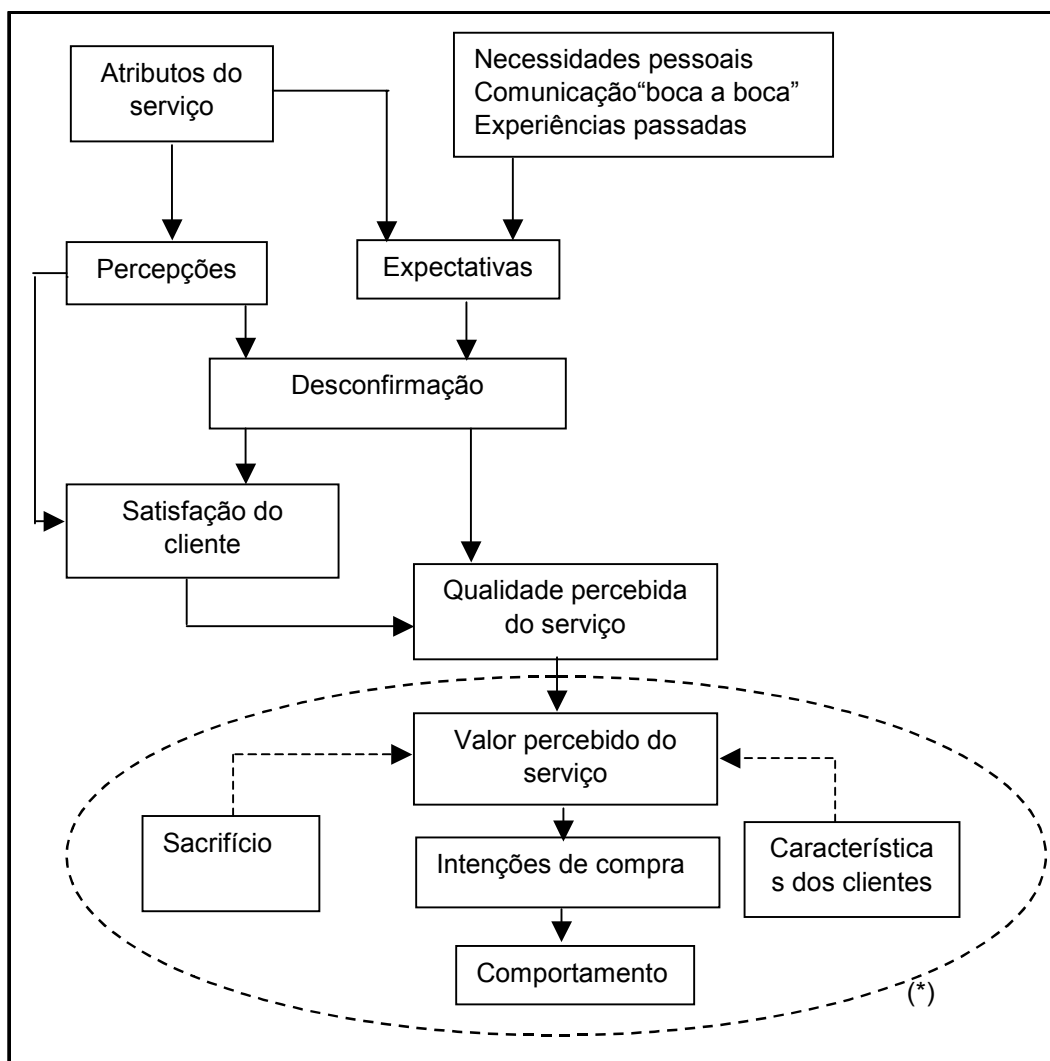 Atributos do
serviço
Necessidades pessoais
Comunicação“boca a boca”
Experiências passadas
Percepções
Expectativas
Desconfirmação
Satisfação do
cliente
Qualidade percebida
do serviço
Valor percebido do
serviço
Sacrifício
Intenções de compra
Característica
s dos clientes
Comportamento
(*)